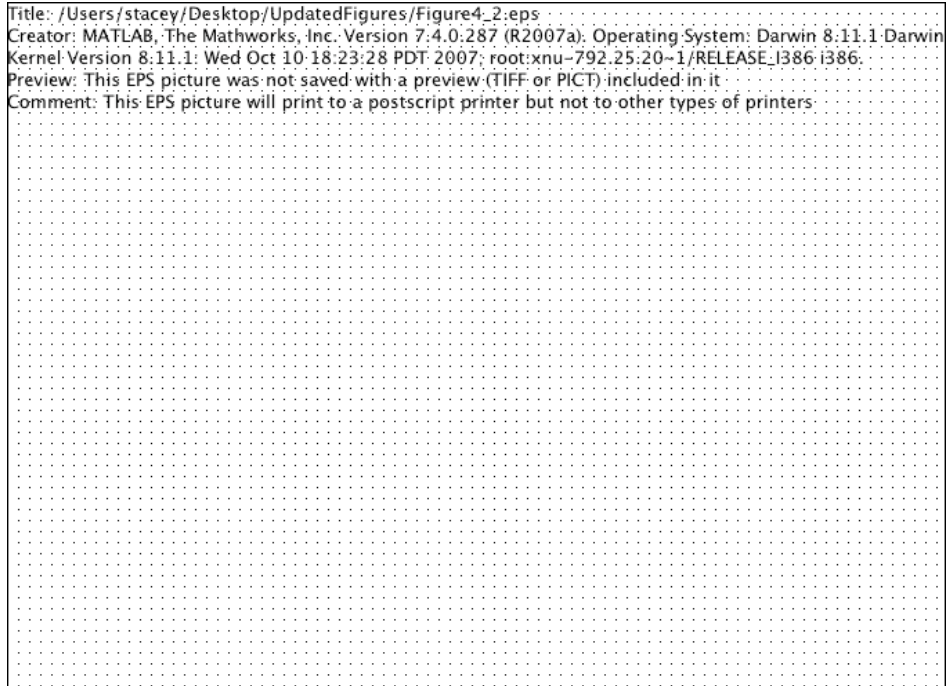 Title: /Users/stacey/Desktop/UpdatedFigures/Figure4_2.eps
Creator: MATLAB, The Mathworks, Inc. Version 7.4.0.287 (R2007a). Operating System: Darwin 8.11.1 Darwin
Kernel Version 8.11.1: Wed Oct 10 18:23:28 PDT 2007; root:xnu-792.25.20~1/RELEASE_I386 i386.
Preview: This EPS picture was not saved with a preview (TIFF or PICT) included in it
Comment: This EPS picture will print to a postscript printer but not to other types of printers